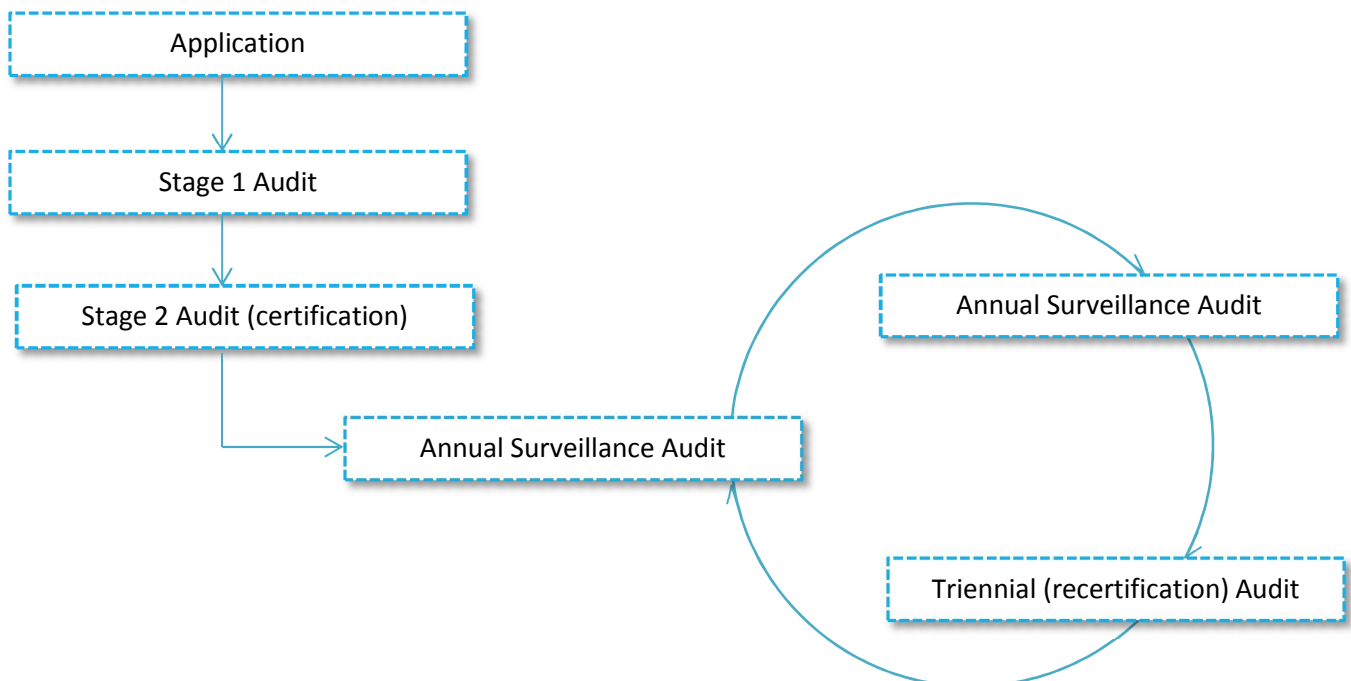 Application
Stage 1 Audit
Stage 2 Audit (certification)
Annual Surveillance Audit
Annual Surveillance Audit
Triennial (recertification) Audit